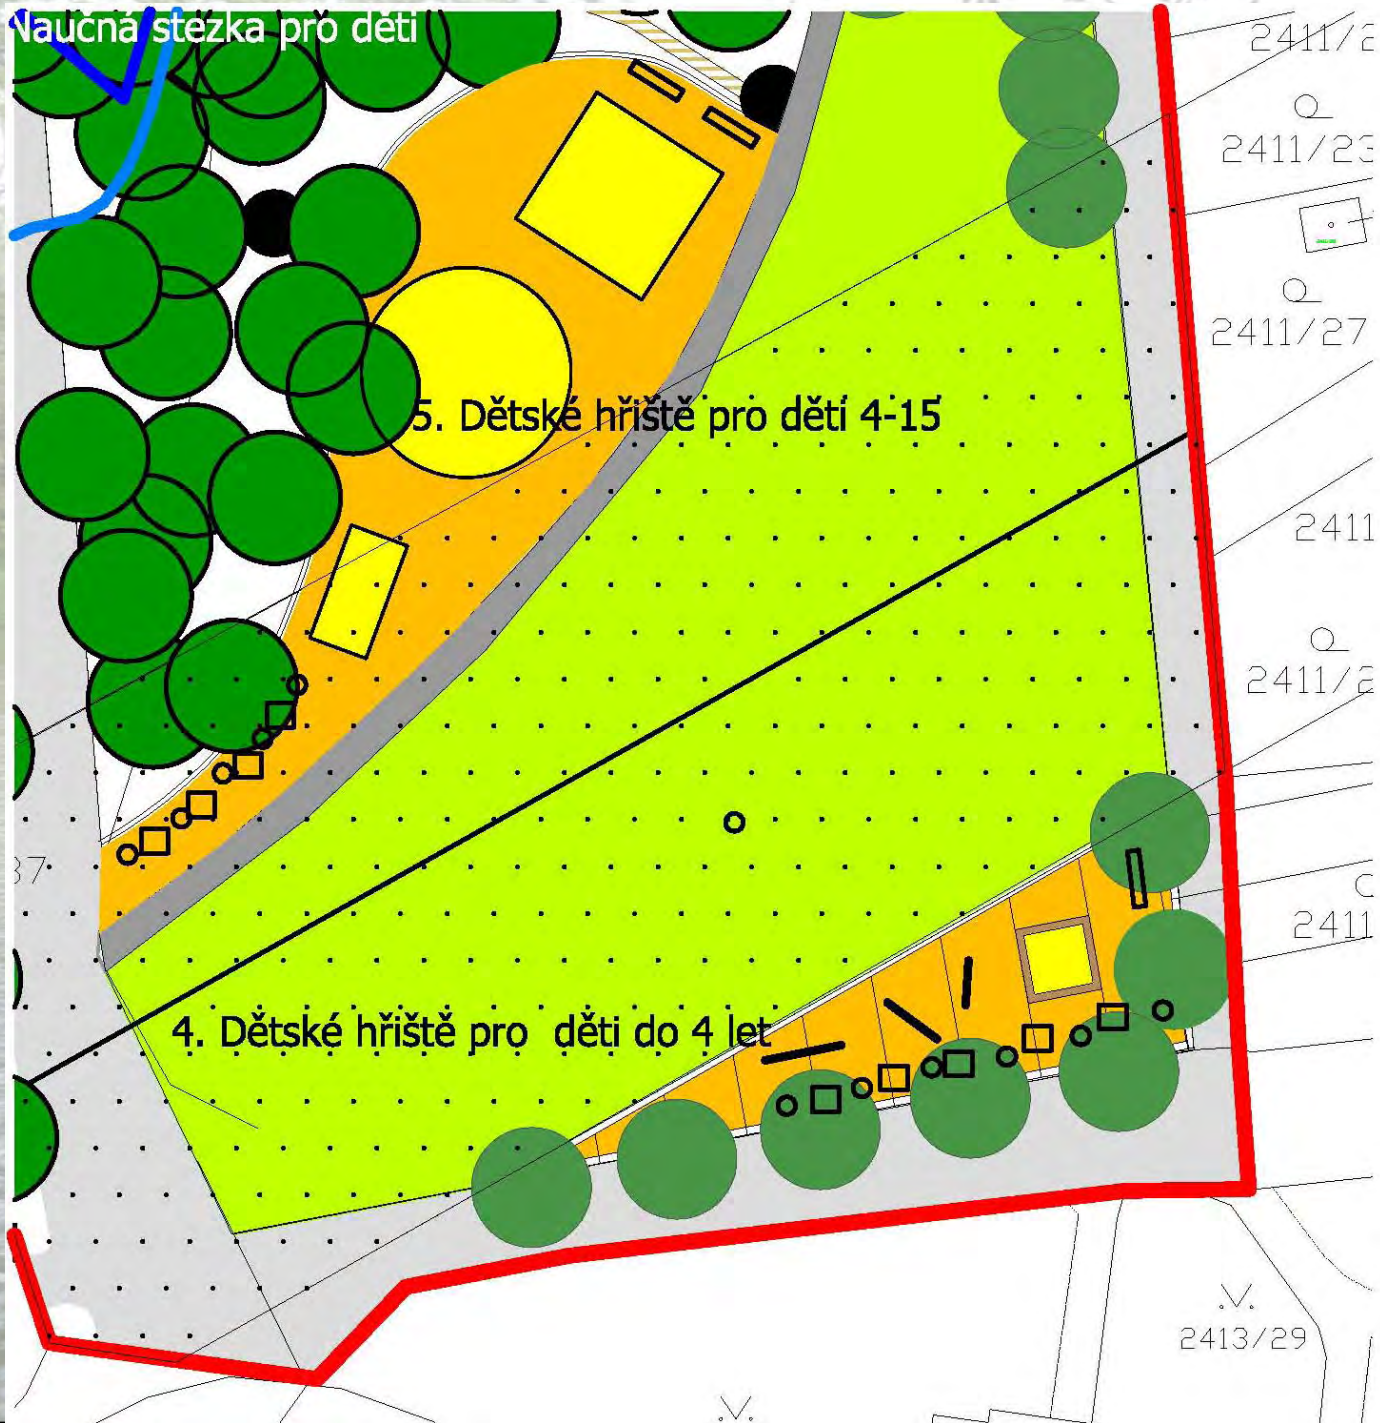 Naučná stezka pro děti
2411/2
2411/23
2411/27
5. Dětské hřiště pro děti 4-15
2411
2411/2
37
2411
4. Dětské hřiště pro děti do 4 let
2413/29